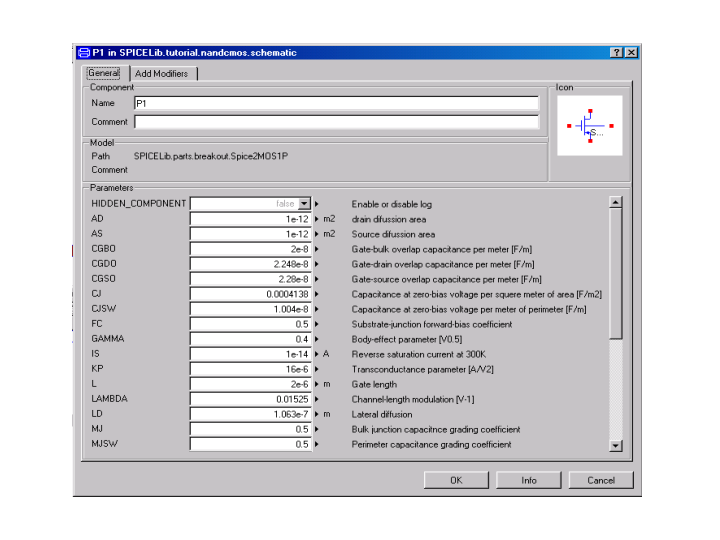 P1 in SPICELib.tutorial.nandcmos.schematic
General Add Modifiers
Component Icon
Name P1
Comment
S...
Model
Path SPICELib.parts.breakout.Spice2MOS1P
Comment
Parameters
HIDDEN_COMPONENT false Enable or disable log
AD 1e-12 m2 drain difussion area
AS 1e-12 m2 Source difussion area
CGBO 2e-8 Gate-bulk overlap capacitance per meter [F/m]
CGDO 2.248e-8 Gate-drain overlap capacitance per meter [F/m]
CGSO 2.28e-8 Gate-source overlap capacitance per meter [F/m]
CJ 0.0004138 Capacitance at zero-bias voltage per squere meter of area [F/m2]
CJSW 1.004e-8 Capacitance at zero-bias voltage per meter of perimeter [F/m]
FC 0.5 Substrate-junction forward-bias coefficient
GAMMA 0.4 Body-effect parameter [V0.5]
IS 1e-14 A Reverse saturation current at 300K
KP 16e-6 Transconductance parameter [A/V2]
L 2e-6 m Gate length
LAMBDA 0.01525 Channel-length modulation [V-1]
LD 1.063e-7 m Lateral diffusion
MJ 0.5 Bulk junction capacitnce grading coefficient
MJSW 0.5 Perimeter capacitance grading coefficient
OK Info Cancel